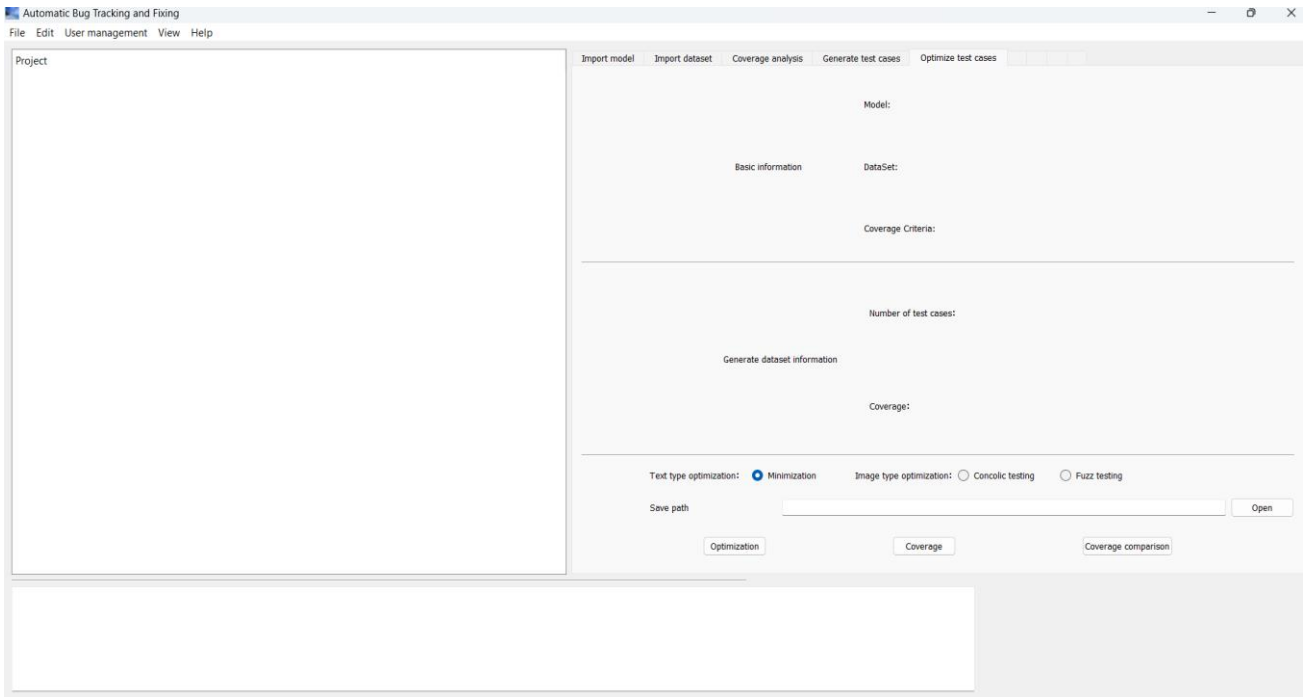 Automatic Bug Tracking and Fixing
File Edit User management View Help
Project
Import model Import dataset Coverage analysis Generate test cases Optimize test cases
Model:
Basic information DataSet:
Coverage Criteria:
Number of test cases:
Generate dataset information
Coverage:
Text type optimization: Minimization Image type optimization: Concolic testing Fuzz testing
Save path Open
Optimization Coverage Coverage comparison